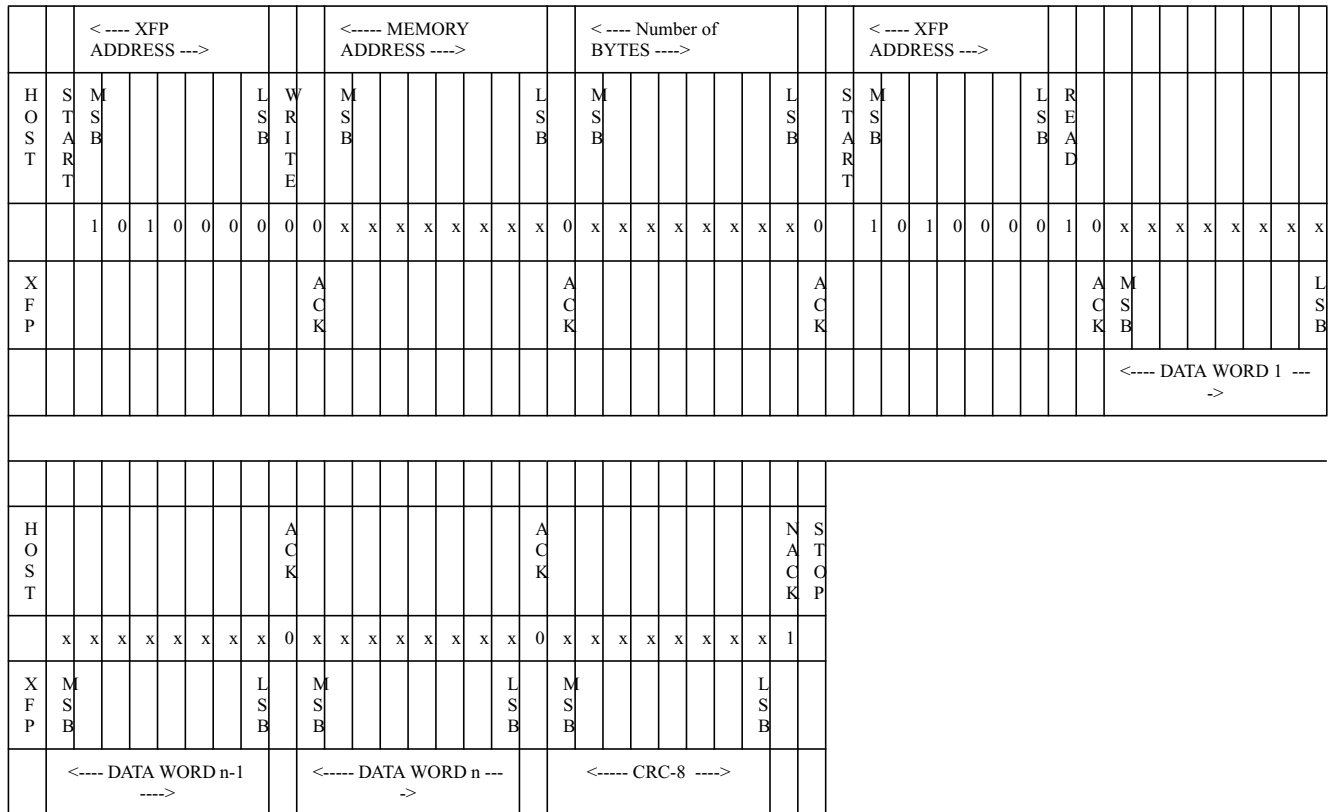 < ---- XFP
ADDRESS --->
<----- MEMORY
ADDRESS ---->
< ---- Number of
BYTES ---->
< ---- XFP
ADDRESS --->
HOST START MSB LSB WRITE MSB LSB MSB LSB START MSB LSB READ
1 0 1 0 0 0 0 0 0 x x x x x x x x 0 x x x x x x x x 0 1 0 1 0 0 0 0 1 0 x x x x x x x x
XFP ACK ACK ACK ACK MSB LSB
<---- DATA WORD 1 ---
->
HOST ACK ACK NACK STOP
x x x x x x x x 0 x x x x x x x x 0 x x x x x x x x 1
XFP MSB LSB MSB LSB MSB LSB
<---- DATA WORD n-1
---->
<----- DATA WORD n ---
->
<----- CRC-8 ---->